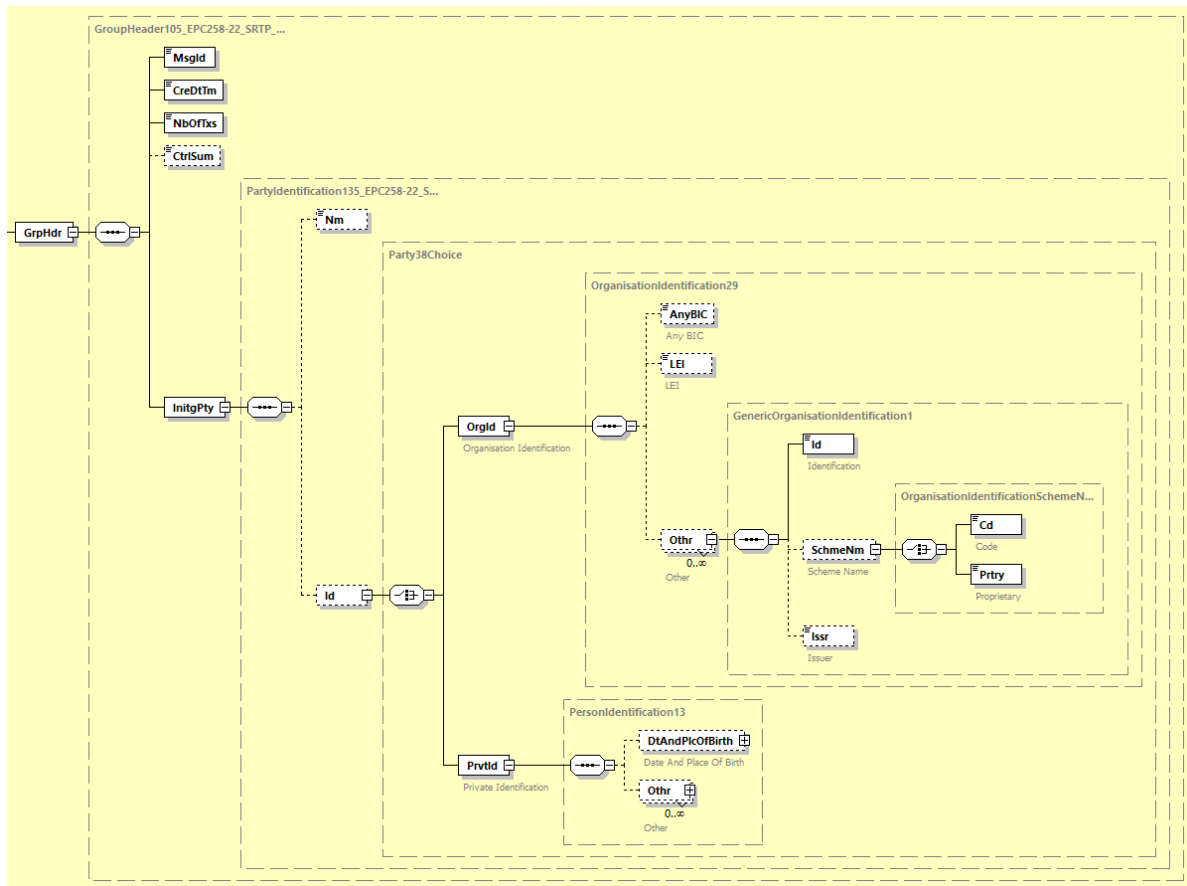 GroupHeader105_EPC258-22_SRTP_...
MsgId
CreDtTm
NbOfTxs
CtrlSum
PartyIdentification135_EPC258-22_S...
Nm
GrpHdr
Party38Choice
OrganisationIdentification29
AnyBIC
Any BIC
LEI
LEI
InitgPty
GenericOrganisationIdentification1
OrgId
Organisation Identification
Id
Identification
OrganisationIdentificationSchemeN...
Cd
Code
Othr
0..∞
Other
SchmeNm
Scheme Name
Prtry
Proprietary
Id
Issr
Issuer
PersonIdentification13
DtAndPlcOfBirth
Date And Place Of Birth
PrvtId
Private Identification
Othr
0..∞
Other